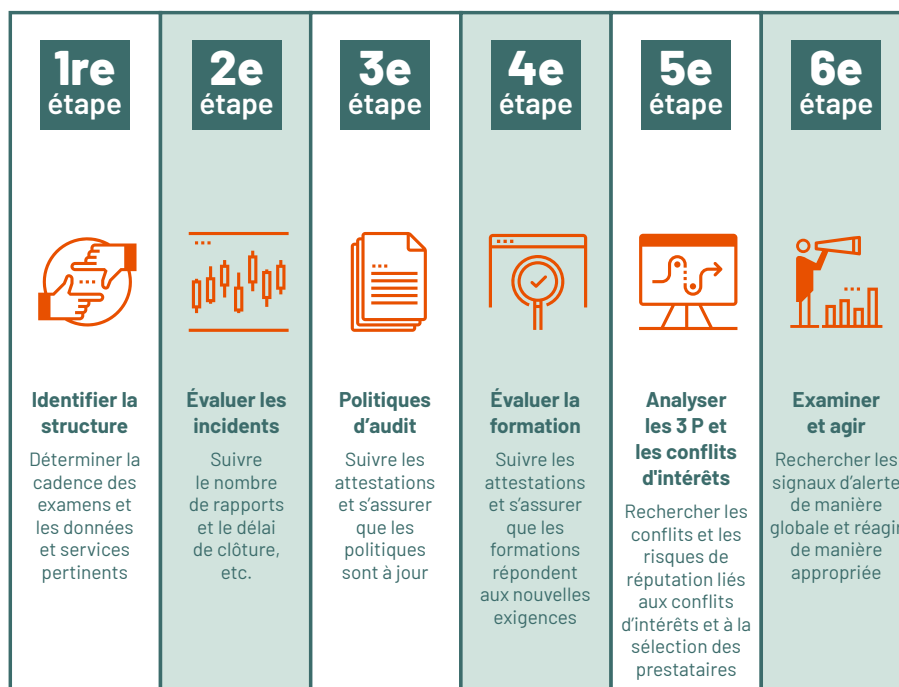 1re
étape
Identifier la
structure
Déterminer la
cadence des
examens et
les données
et services
pertinents
2e
étape
Évaluer les
incidents
Suivre
le nombre
de rapports
et le délai
de clôture,
etc.
3e
étape
Politiques
d’audit
Suivre les
attestations
et s’assurer
que les
politiques
sont à jour
4e
étape
Évaluer la
formation
Suivre les
attestations
et s’assurer
que les
formations
répondent
aux nouvelles
exigences
5e
étape
Analyser
les 3 P et
les conflits
d'intérêts
Rechercher les
conflits et les
risques de
réputation liés
aux conflits
d’intérêts et à la
sélection des
prestataires
6e
étape
Examiner
et agir
Rechercher les
signaux d’alerte
de manière
globale et réagir
de manière
appropriée